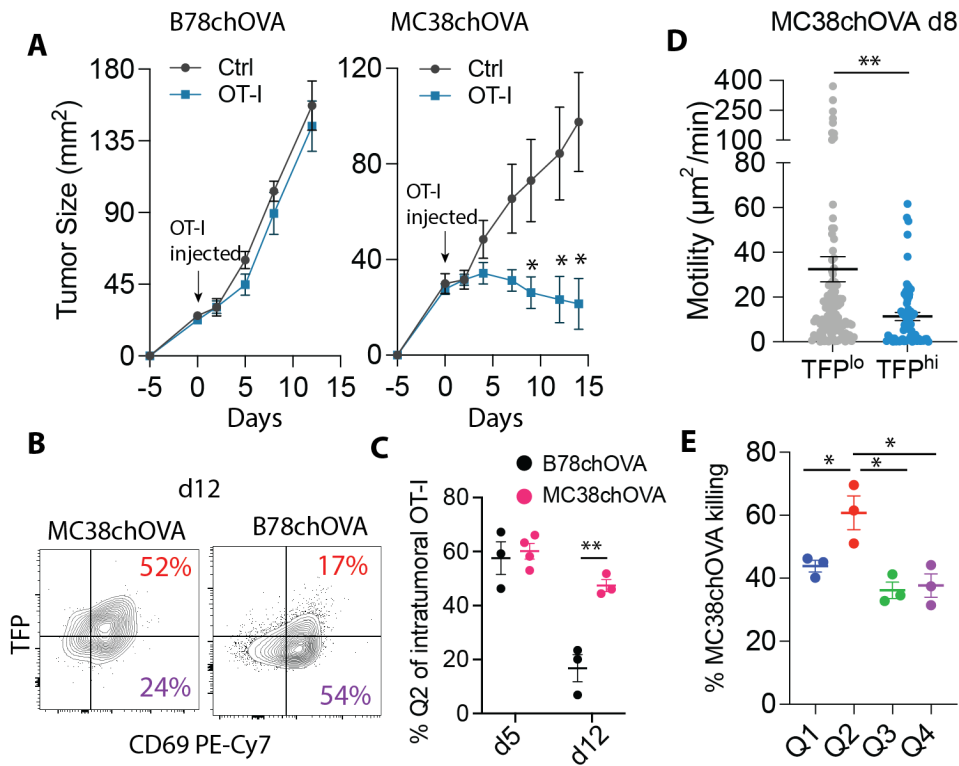 A
B78chOVA
Ctrl
OT-I
OT-I
injected
Tumor Size (mm²)
180
135
90
45
0
-5 0 5 10 15
Days
MC38chOVA
Ctrl
OT-I
OT-I
injected
* * *
120
80
40
0
-5 0 5 10 15
Days
B
d12
MC38chOVA
52%
24%
B78chOVA
17%
54%
TFP
CD69 PE-Cy7
C
B78chOVA
MC38chOVA
**
% Q2 of intratumoral OT-I
80
60
40
20
0
d5 d12
D
MC38chOVA d8
**
Motility (µm²/min)
400
250
100
80
60
40
20
0
TFPlo TFPhi
E
* * *
% MC38chOVA killing
80
60
40
20
0
Q1 Q2 Q3 Q4